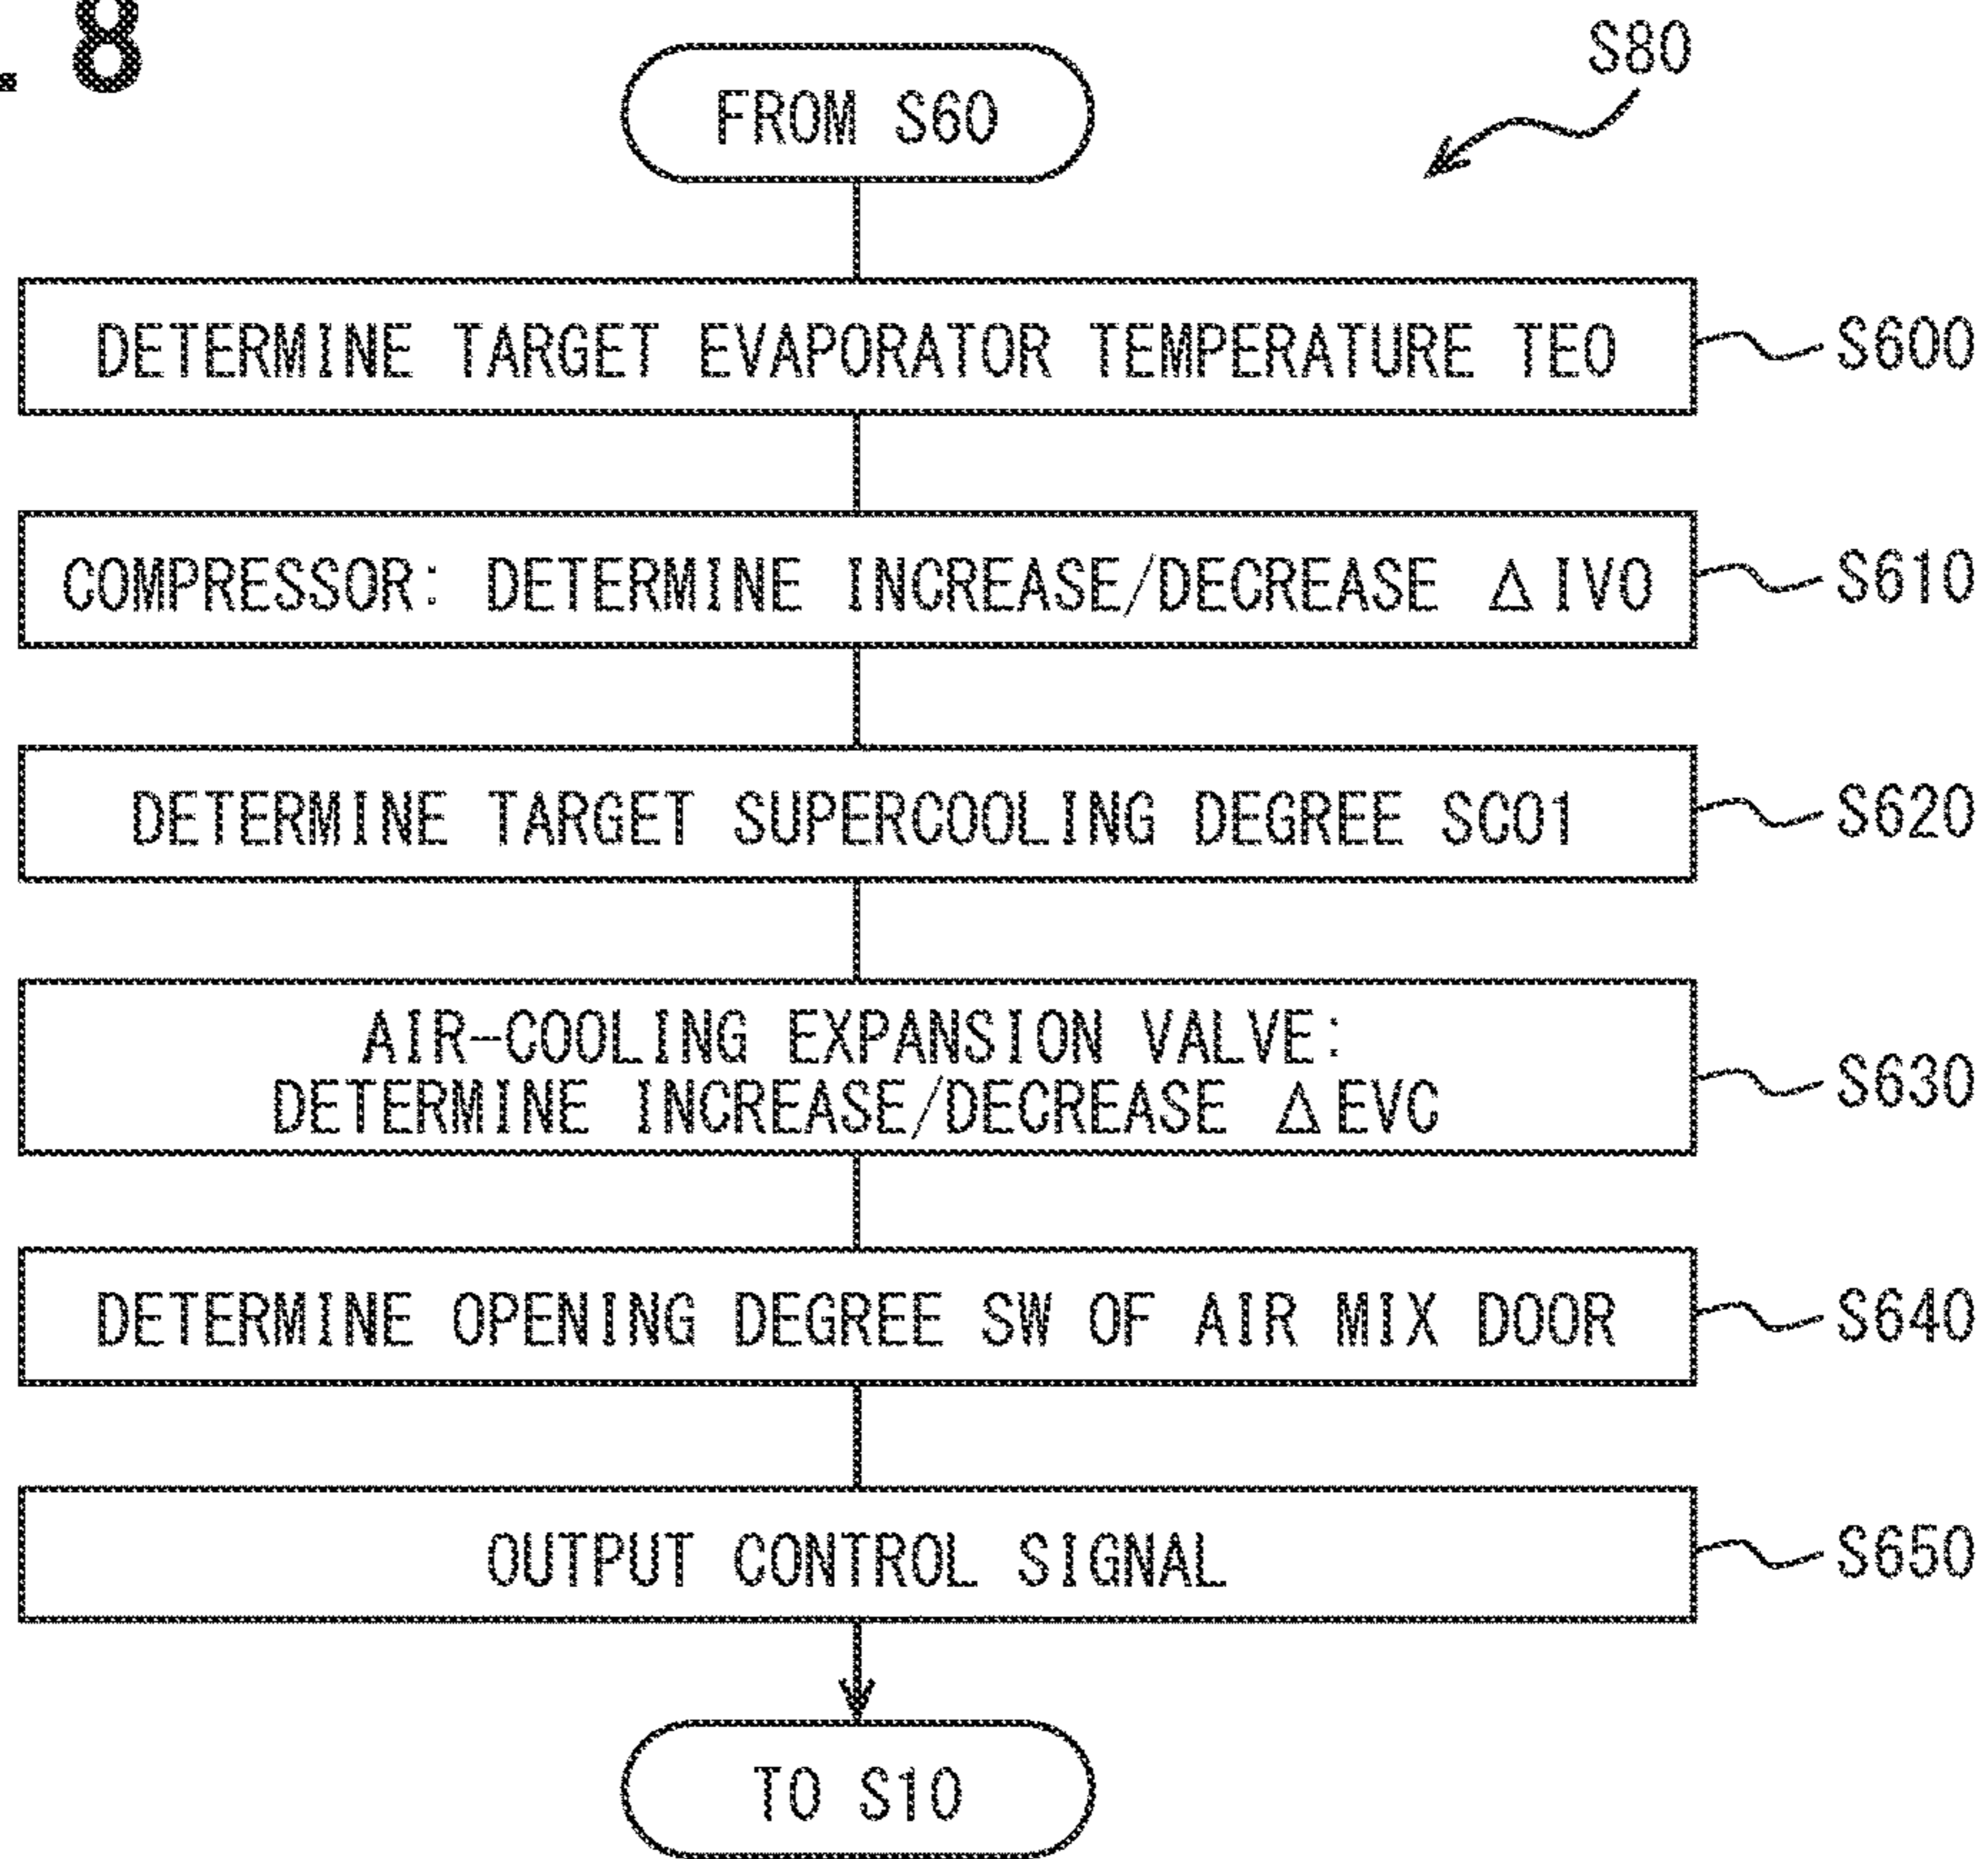 . 8
S80
FROM S60
DETERMINE TARGET EVAPORATOR TEMPERATURE TEO
S600
COMPRESSOR: DETERMINE INCREASE/DECREASE Δ IVO
S610
DETERMINE TARGET SUPERCOOLING DEGREE SCO1
S620
AIR-COOLING EXPANSION VALVE:
DETERMINE INCREASE/DECREASE Δ EVC
S630
DETERMINE OPENING DEGREE SW OF AIR MIX DOOR
S640
OUTPUT CONTROL SIGNAL
S650
TO S10